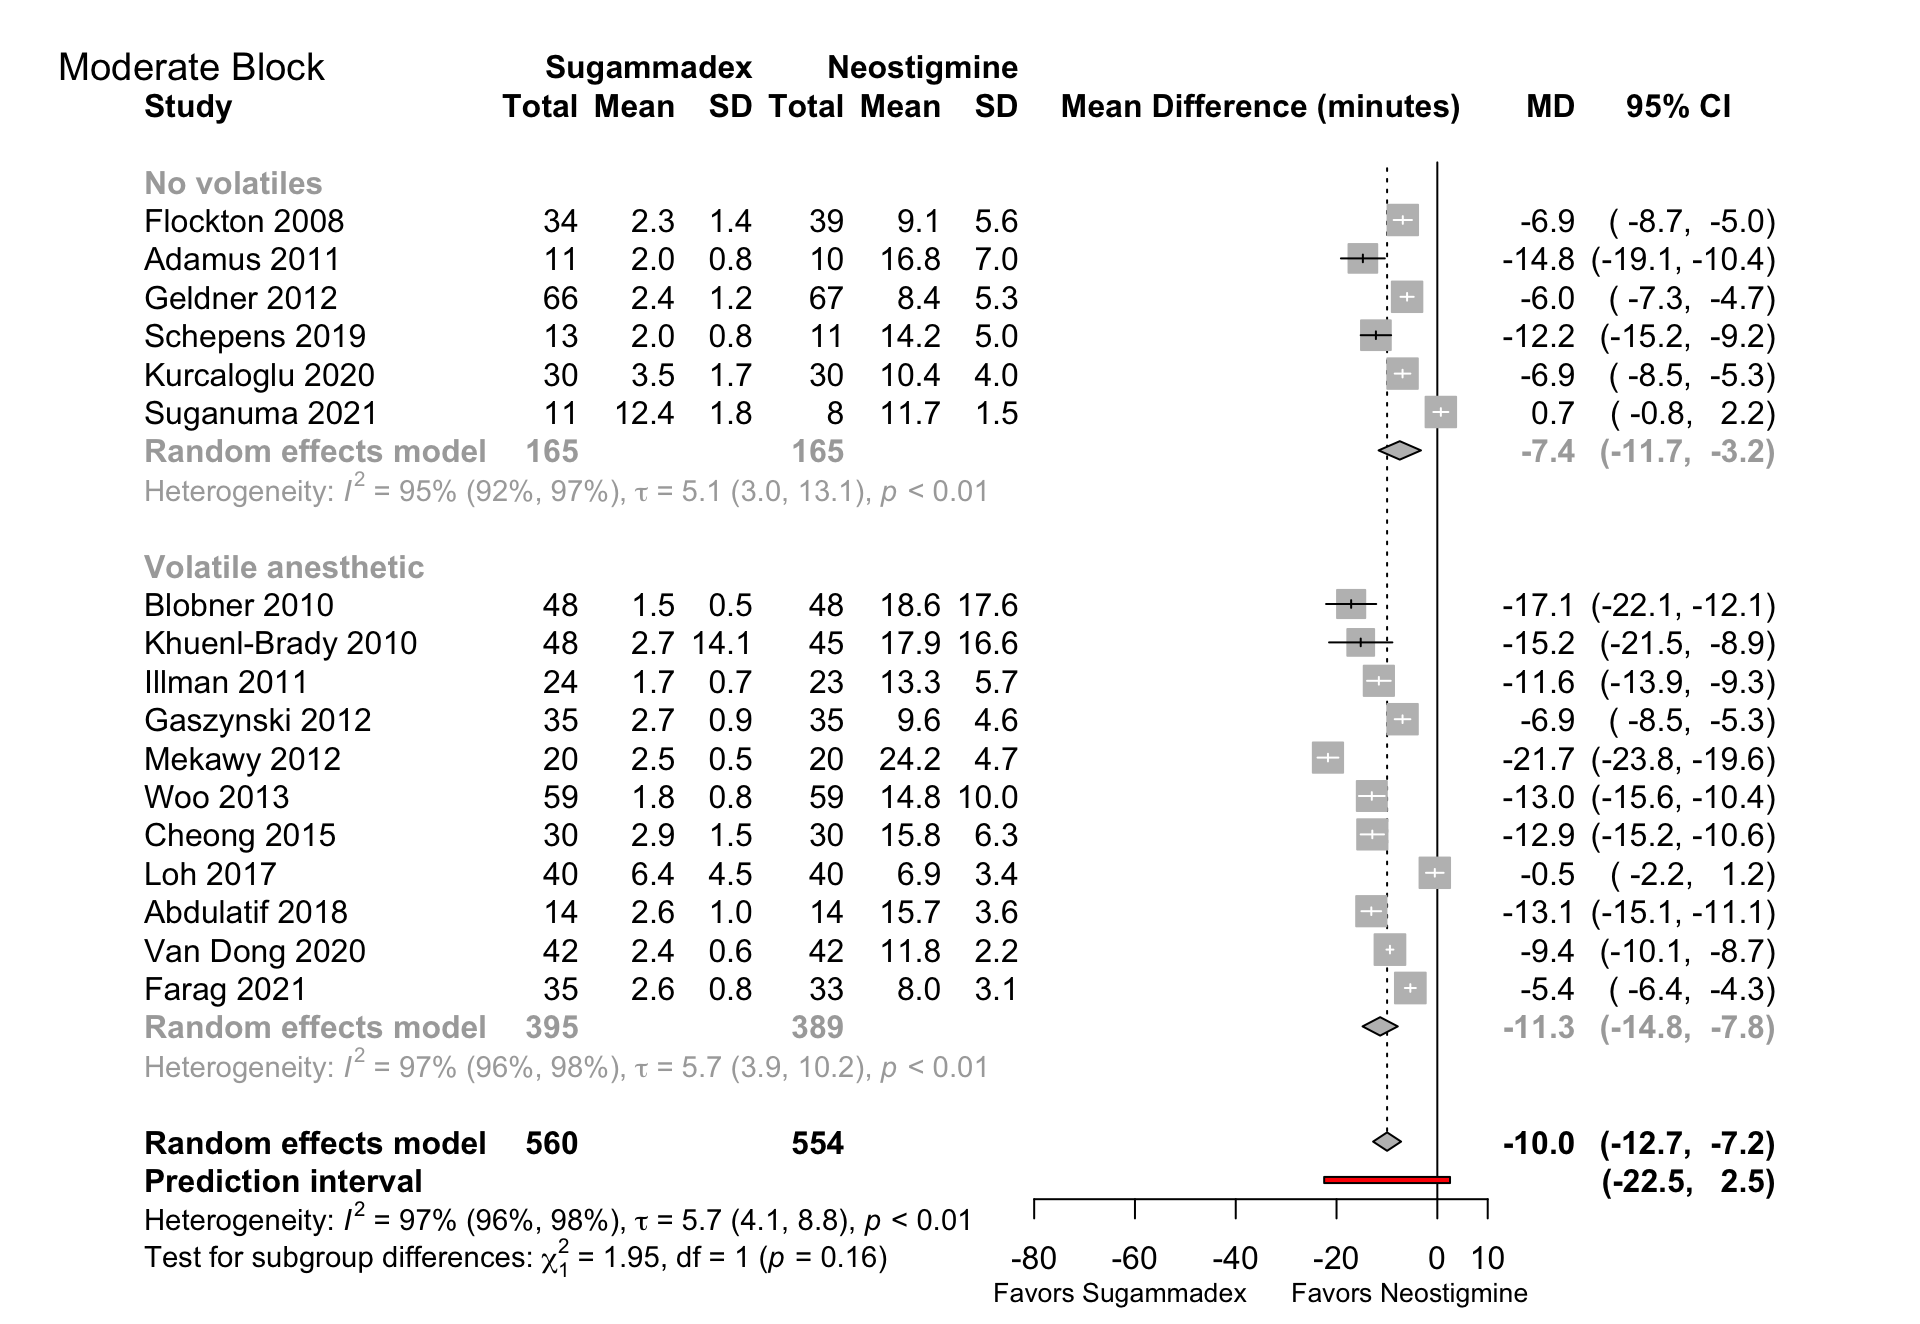 Moderate Block Sugammadex Neostigmine
Study Total Mean SD Total Mean SD Mean Difference (minutes) MD 95% CI
No volatiles
Flockton 2008 34 2.3 1.4 39 9.1 5.6 -6.9 ( -8.7, -5.0)
Adamus 2011 11 2.0 0.8 10 16.8 7.0 -14.8 (-19.1, -10.4)
Geldner 2012 66 2.4 1.2 67 8.4 5.3 -6.0 ( -7.3, -4.7)
Schepens 2019 13 2.0 0.8 11 14.2 5.0 -12.2 (-15.2, -9.2)
Kurcaloglu 2020 30 3.5 1.7 30 10.4 4.0 -6.9 ( -8.5, -5.3)
Suganuma 2021 11 12.4 1.8 8 11.7 1.5 0.7 ( -0.8, 2.2)
Random effects model 165 165 -7.4 (-11.7, -3.2)
Heterogeneity: I² = 95% (92%, 97%), τ = 5.1 (3.0, 13.1), p < 0.01
Volatile anesthetic
Blobner 2010 48 1.5 0.5 48 18.6 17.6 -17.1 (-22.1, -12.1)
Khuenl-Brady 2010 48 2.7 14.1 45 17.9 16.6 -15.2 (-21.5, -8.9)
Illman 2011 24 1.7 0.7 23 13.3 5.7 -11.6 (-13.9, -9.3)
Gaszynski 2012 35 2.7 0.9 35 9.6 4.6 -6.9 ( -8.5, -5.3)
Mekawy 2012 20 2.5 0.5 20 24.2 4.7 -21.7 (-23.8, -19.6)
Woo 2013 59 1.8 0.8 59 14.8 10.0 -13.0 (-15.6, -10.4)
Cheong 2015 30 2.9 1.5 30 15.8 6.3 -12.9 (-15.2, -10.6)
Loh 2017 40 6.4 4.5 40 6.9 3.4 -0.5 ( -2.2, 1.2)
Abdulatif 2018 14 2.6 1.0 14 15.7 3.6 -13.1 (-15.1, -11.1)
Van Dong 2020 42 2.4 0.6 42 11.8 2.2 -9.4 (-10.1, -8.7)
Farag 2021 35 2.6 0.8 33 8.0 3.1 -5.4 ( -6.4, -4.3)
Random effects model 395 389 -11.3 (-14.8, -7.8)
Heterogeneity: I² = 97% (96%, 98%), τ = 5.7 (3.9, 10.2), p < 0.01
Random effects model 560 554 -10.0 (-12.7, -7.2)
Prediction interval (-22.5, 2.5)
Heterogeneity: I² = 97% (96%, 98%), τ = 5.7 (4.1, 8.8), p < 0.01
Test for subgroup differences: χ²₁ = 1.95, df = 1 (p = 0.16)
-80 -60 -40 -20 0 10
Favors Sugammadex Favors Neostigmine